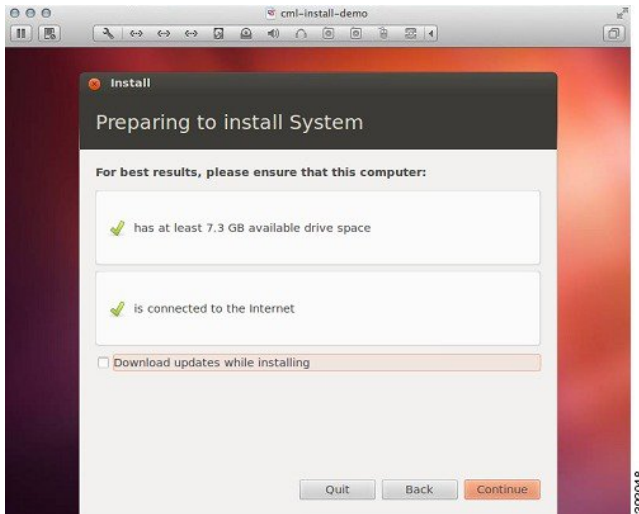 cml-install-demo
Install
Preparing to install System
For best results, please ensure that this computer:
has at least 7.3 GB available drive space
is connected to the Internet
Download updates while installing
Quit
Back
Continue